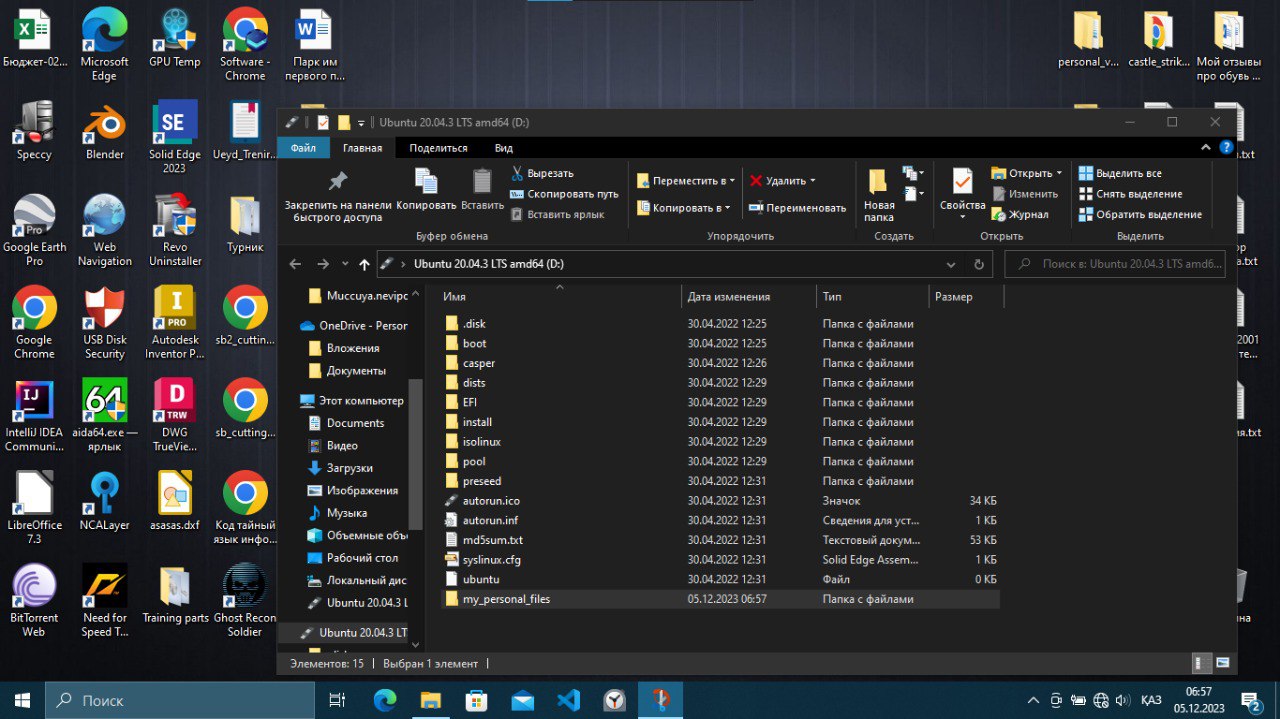 Бюджет-02...
Microsoft
Edge
GPU Temp
Software -
Chrome
Парк им
первого п...
personal_v...
castle_strik...
Мой отзывы
про обувь ...
Speccy
Blender
Solid Edge
2023
Ueyd_Trenir...
Google Earth
Pro
Web
Navigation
Revo
Uninstaller
Турник
Google
Chrome
USB Disk
Security
Autodesk
Inventor P...
sb2_cuttin...
IntelliJ IDEA
Communi...
aida64.exe —
ярлык
DWG
TrueVie...
sb_cutting...
LibreOffice
7.3
NCALayer
asasas.dxf
Код тайный
язык инфо...
BitTorrent
Web
Need for
Speed T...
Training parts
Ghost Recon
Soldier
Ubuntu 20.04.3 LTS amd64 (D:)
Файл
Главная
Поделиться
Вид
Закрепить на панели
быстрого доступа
Копировать
Вставить
Вырезать
Скопировать путь
Вставить ярлык
Буфер обмена
Переместить в
Копировать в
Удалить
Переименовать
Упорядочить
Новая
папка
Создать
Свойства
Открыть
Изменить
Журнал
Открыть
Выделить все
Снять выделение
Обратить выделение
Выделить
Ubuntu 20.04.3 LTS amd64 (D:)
Поиск в: Ubuntu 20.04.3 LTS amd6...
Muccuya.nevipo
OneDrive - Person
Вложения
Документы
Этот компьютер
Documents
Видео
Загрузки
Изображения
Музыка
Объемные объ
Рабочий стол
Локальный дис
Ubuntu 20.04.3 L
Ubuntu 20.04.3 LT
Имя Дата изменения Тип Размер
.disk 30.04.2022 12:25 Папка с файлами
boot 30.04.2022 12:25 Папка с файлами
casper 30.04.2022 12:26 Папка с файлами
dists 30.04.2022 12:29 Папка с файлами
EFI 30.04.2022 12:29 Папка с файлами
install 30.04.2022 12:29 Папка с файлами
isolinux 30.04.2022 12:29 Папка с файлами
pool 30.04.2022 12:29 Папка с файлами
preseed 30.04.2022 12:31 Папка с файлами
autorun.ico 30.04.2022 12:31 Значок 34 КБ
autorun.inf 30.04.2022 12:31 Сведения для уст... 1 КБ
md5sum.txt 30.04.2022 12:31 Текстовый докум... 53 КБ
syslinux.cfg 30.04.2022 12:31 Solid Edge Assem... 1 КБ
ubuntu 30.04.2022 12:31 Файл 0 КБ
my_personal_files 05.12.2023 06:57 Папка с файлами
Элементов: 15
Выбран 1 элемент
Поиск
ҚАЗ
06:57
05.12.2023
2